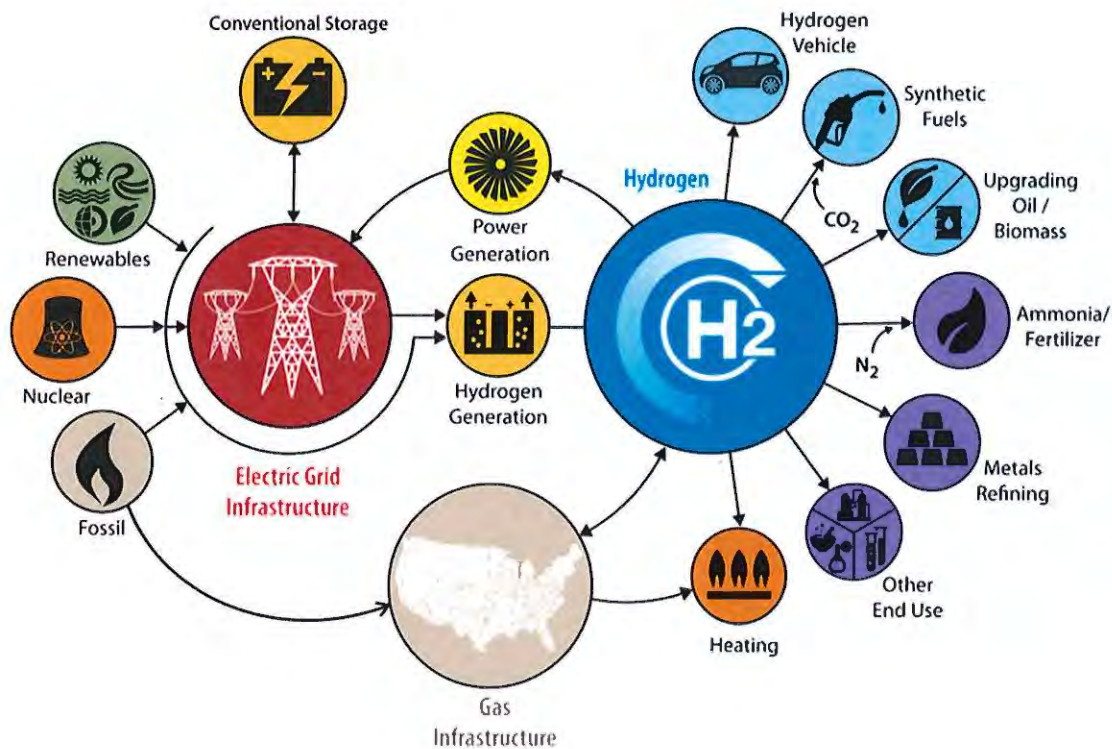 Conventional Storage
Hydrogen
Vehicle
Synthetic
Fuels
Renewables
Power
Generation
Hydrogen
CO2
Upgrading
Oil /
Biomass
Nuclear
- +
+ -
Hydrogen
Generation
H2
N2
Ammonia/
Fertilizer
Fossil
Electric Grid
Infrastructure
Metals
Refining
Other
End Use
Heating
Gas
Infrastructure